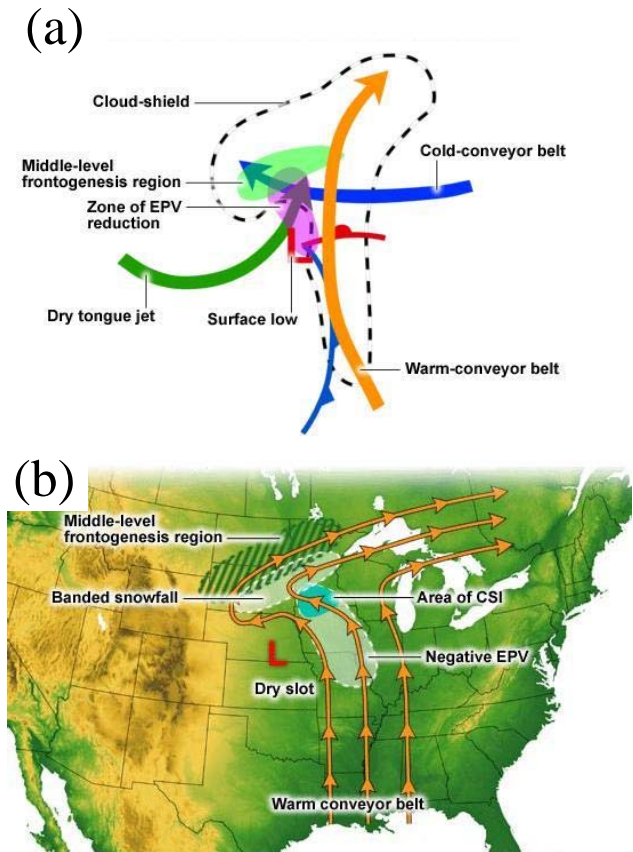 (a)
Cloud-shield
Cold-conveyor belt
Middle-level
frontogenesis region
Zone of EPV
reduction
L
Dry tongue jet
Surface low
Warm-conveyor belt
(b)
Middle-level
frontogenesis region
Banded snowfall
Area of CSI
L
Negative EPV
Dry slot
Warm conveyor belt